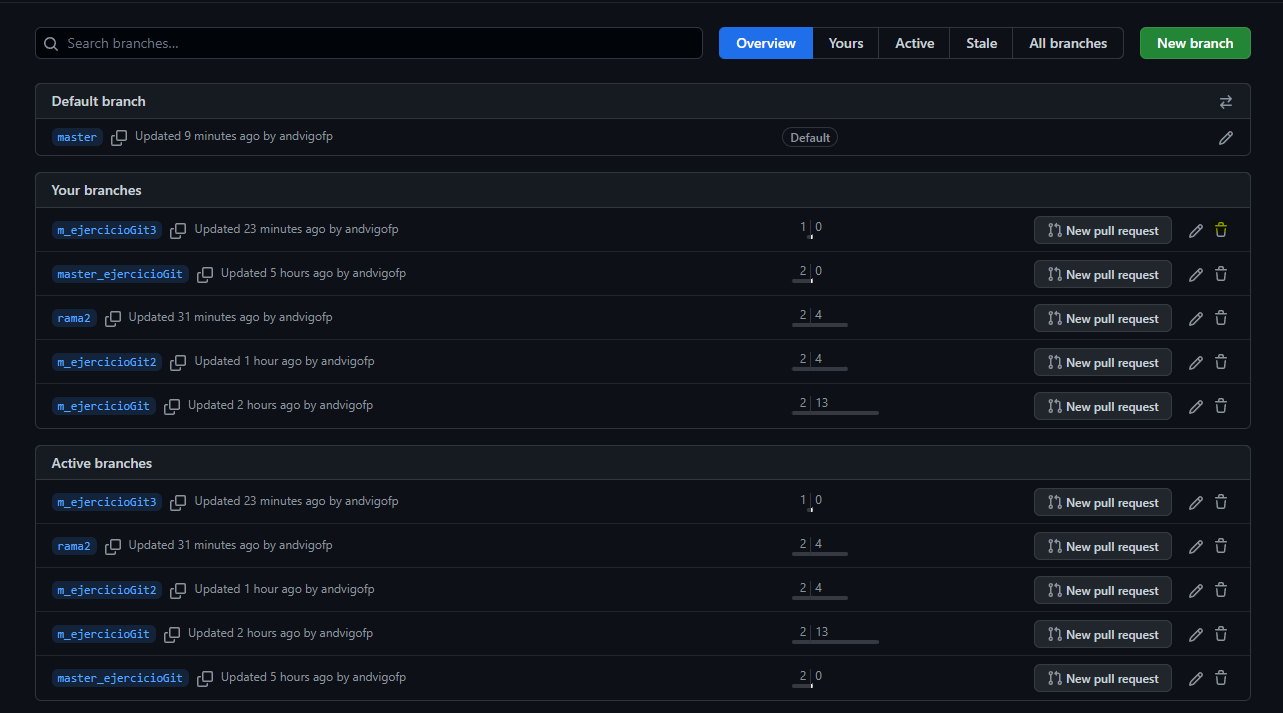 Search branches... Overview Yours Active Stale All branches New branch
Default branch
master Updated 9 minutes ago by andvigofp Default
Your branches
m_ejercicioGit3 Updated 23 minutes ago by andvigofp 1 0 New pull request
master_ejercicioGit Updated 5 hours ago by andvigofp 2 0 New pull request
rama2 Updated 31 minutes ago by andvigofp 2 4 New pull request
m_ejercicioGit2 Updated 1 hour ago by andvigofp 2 4 New pull request
m_ejercicioGit Updated 2 hours ago by andvigofp 2 13 New pull request
Active branches
m_ejercicioGit3 Updated 23 minutes ago by andvigofp 1 0 New pull request
rama2 Updated 31 minutes ago by andvigofp 2 4 New pull request
m_ejercicioGit2 Updated 1 hour ago by andvigofp 2 4 New pull request
m_ejercicioGit Updated 2 hours ago by andvigofp 2 13 New pull request
master_ejercicioGit Updated 5 hours ago by andvigofp 2 0 New pull request